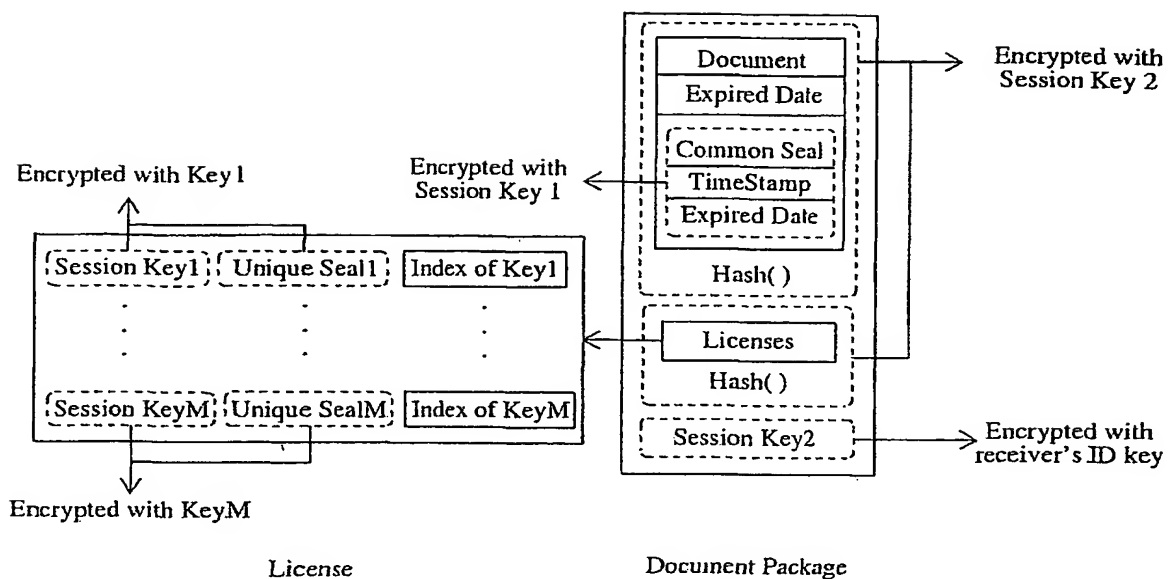 Document
Expired Date
Common Seal
TimeStamp
Expired Date
Hash( )
Licenses
Hash( )
Session Key2
Encrypted with
Session Key 2
Encrypted with
Session Key 1
Encrypted with
receiver's ID key
Encrypted with Key1
Session Key1 Unique Seal1 Index of Key1
Session KeyM Unique SealM Index of KeyM
Encrypted with KeyM
License
Document Package